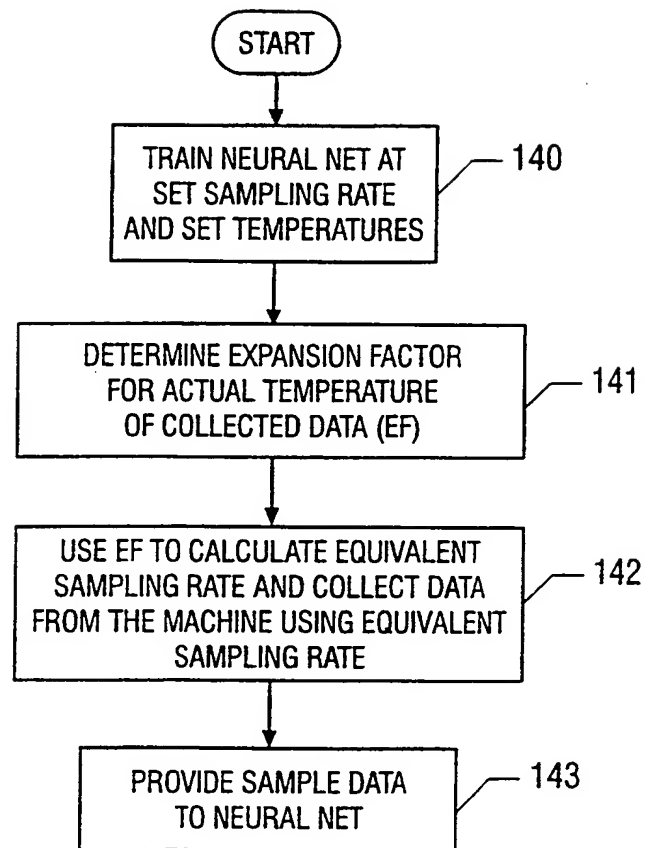 START
TRAIN NEURAL NET AT
SET SAMPLING RATE
AND SET TEMPERATURES
140
DETERMINE EXPANSION FACTOR
FOR ACTUAL TEMPERATURE
OF COLLECTED DATA (EF)
141
USE EF TO CALCULATE EQUIVALENT
SAMPLING RATE AND COLLECT DATA
FROM THE MACHINE USING EQUIVALENT
SAMPLING RATE
142
PROVIDE SAMPLE DATA
TO NEURAL NET
143